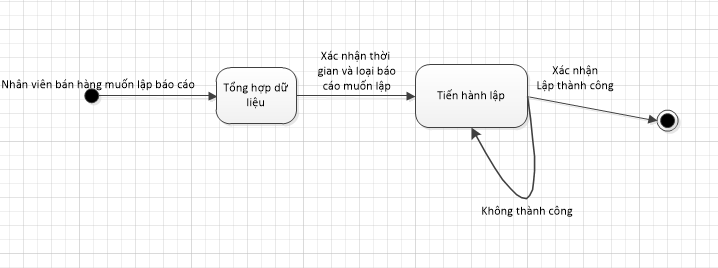 Nhân viên bán hàng muốn lập báo cáo
Tổng hợp dữ
liệu
Xác nhận thời
gian và loại báo
cáo muốn lập
Tiến hành lập
Xác nhận
Lập thành công
Không thành công